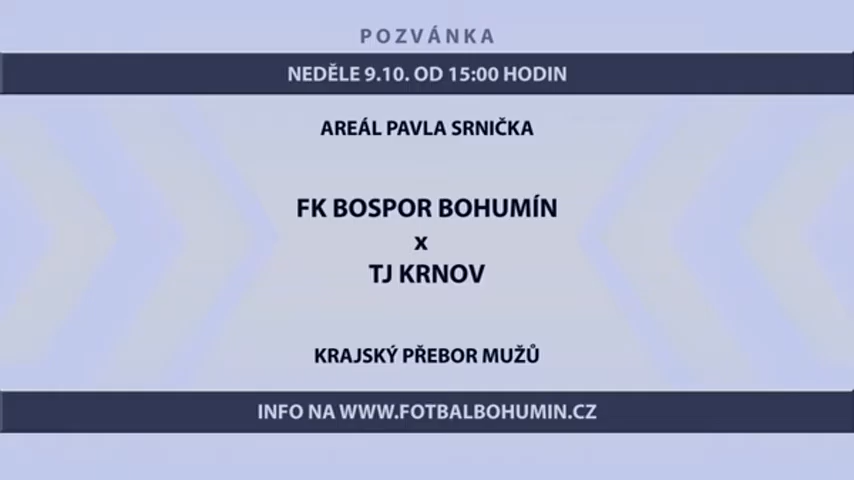 POZVÁNKA
NEDĚLE 9.10. OD 15:00 HODIN
AREÁL PAVLA SRNIČKA
FK BOSPOR BOHUMÍN
x
TJ KRNOV
KRAJSKÝ PŘEBOR MUŽŮ
INFO NA WWW.FOTBALBOHUMIN.CZ